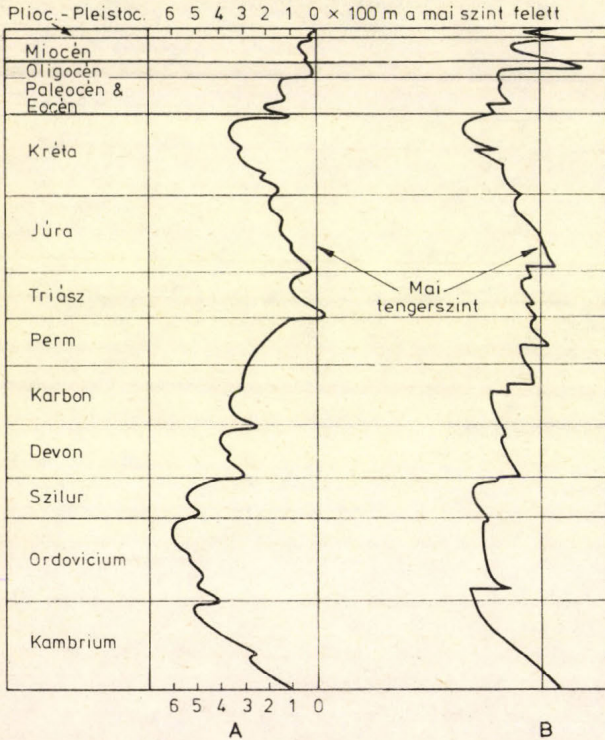 Plioc.-Pleistoc. 6 5 4 3 2 1 0 × 100 m a mai szint felett
Miocén
Oligocén
Paleocén &
Eocén
Kréta
Júra
Mai
tengerszint
Triász
Perm
Karbon
Devon
Szilur
Ordovicium
Kambrium
6 5 4 3 2 1 0
A B